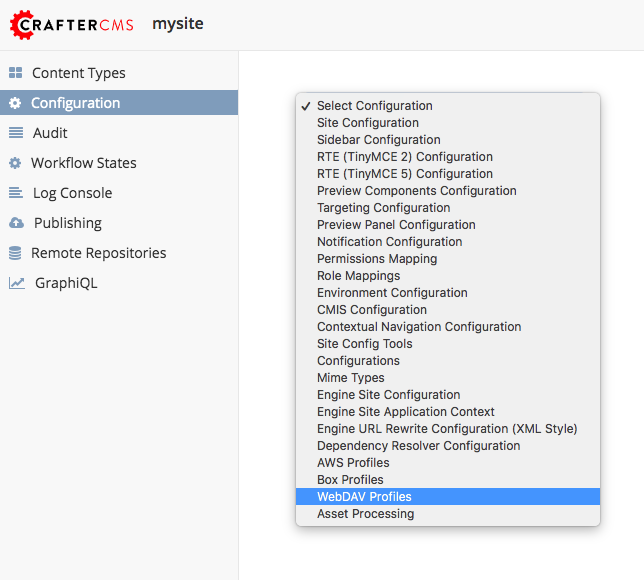 CRAFTERCMS mysite
Content Types
Configuration
Audit
Workflow States
Log Console
Publishing
Remote Repositories
GraphiQL
✓ Select Configuration
Site Configuration
Sidebar Configuration
RTE (TinyMCE 2) Configuration
RTE (TinyMCE 5) Configuration
Preview Components Configuration
Targeting Configuration
Preview Panel Configuration
Notification Configuration
Permissions Mapping
Role Mappings
Environment Configuration
CMIS Configuration
Contextual Navigation Configuration
Site Config Tools
Configurations
Mime Types
Engine Site Configuration
Engine Site Application Context
Engine URL Rewrite Configuration (XML Style)
Dependency Resolver Configuration
AWS Profiles
Box Profiles
WebDAV Profiles
Asset Processing